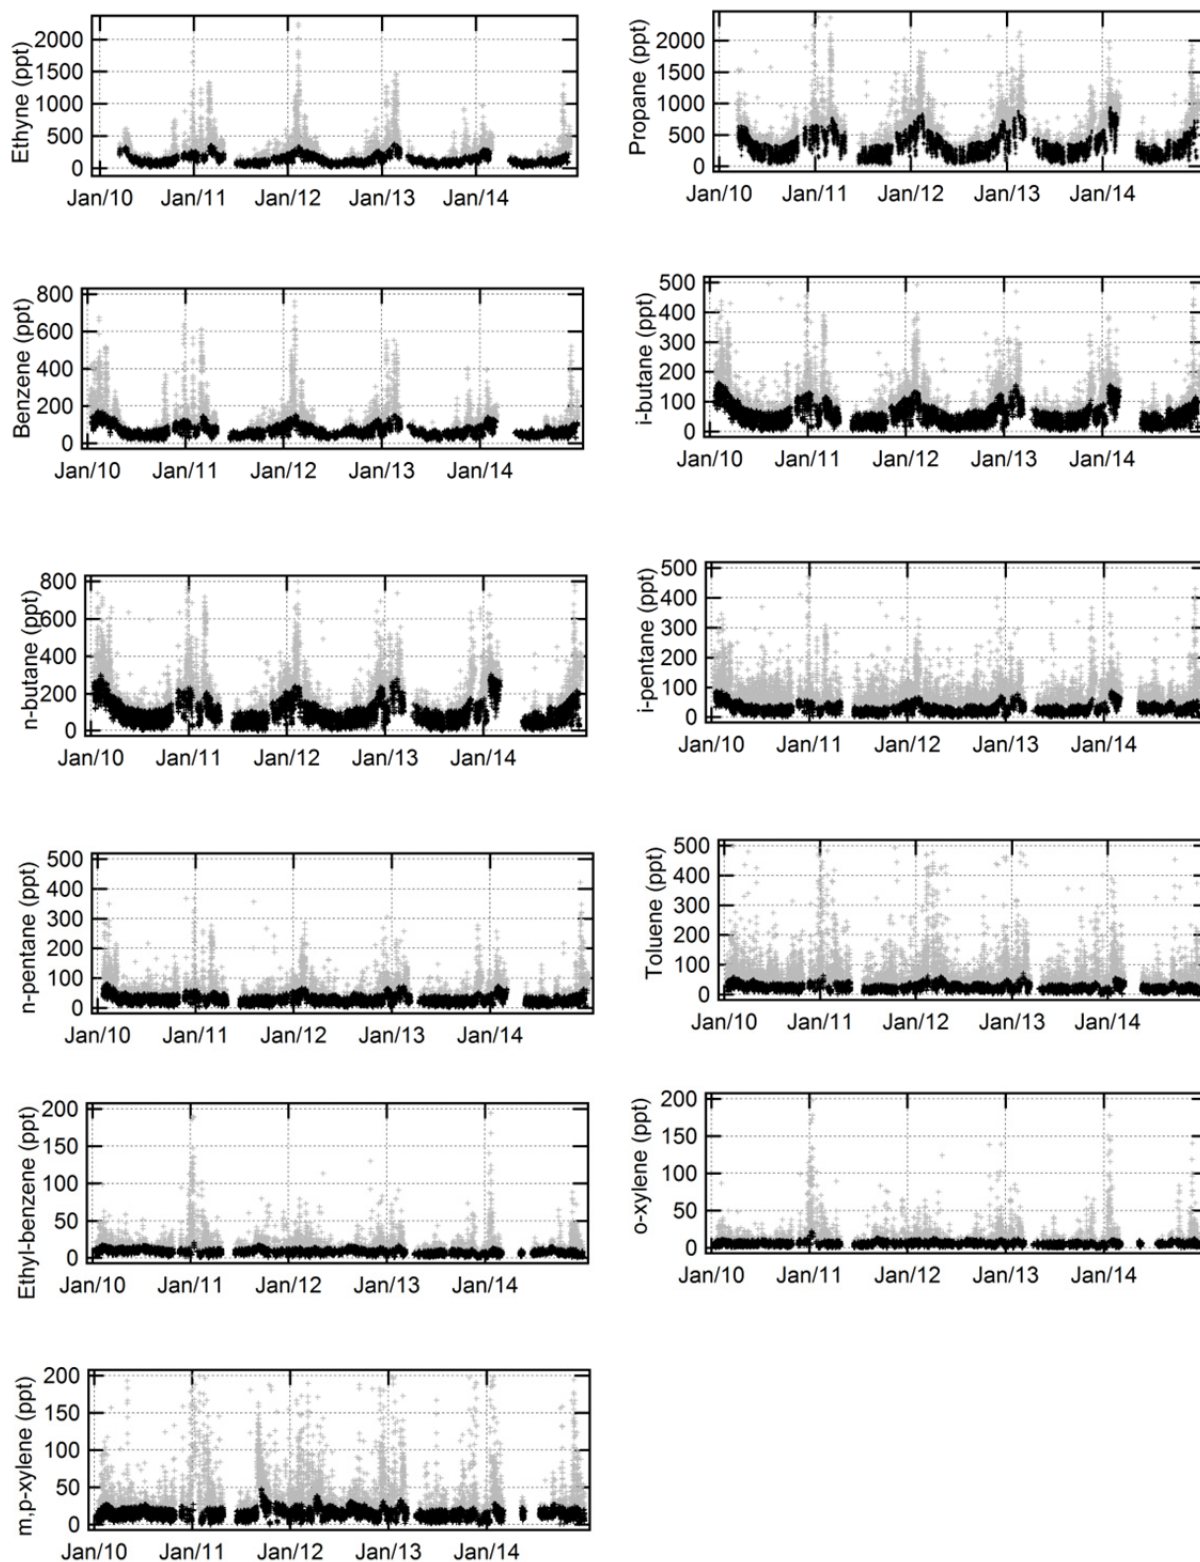 Ethyne (ppt)
2000
1500
1000
500
0
Jan/10 Jan/11 Jan/12 Jan/13 Jan/14
Propane (ppt)
2000
1500
1000
500
0
Jan/10 Jan/11 Jan/12 Jan/13 Jan/14
Benzene (ppt)
800
600
400
200
0
Jan/10 Jan/11 Jan/12 Jan/13 Jan/14
i-butane (ppt)
500
400
300
200
100
0
Jan/10 Jan/11 Jan/12 Jan/13 Jan/14
n-butane (ppt)
800
600
400
200
0
Jan/10 Jan/11 Jan/12 Jan/13 Jan/14
i-pentane (ppt)
500
400
300
200
100
0
Jan/10 Jan/11 Jan/12 Jan/13 Jan/14
n-pentane (ppt)
500
400
300
200
100
0
Jan/10 Jan/11 Jan/12 Jan/13 Jan/14
Toluene (ppt)
500
400
300
200
100
0
Jan/10 Jan/11 Jan/12 Jan/13 Jan/14
Ethyl-benzene (ppt)
200
150
100
50
0
Jan/10 Jan/11 Jan/12 Jan/13 Jan/14
o-xylene (ppt)
200
150
100
50
0
Jan/10 Jan/11 Jan/12 Jan/13 Jan/14
m,p-xylene (ppt)
200
150
100
50
0
Jan/10 Jan/11 Jan/12 Jan/13 Jan/14